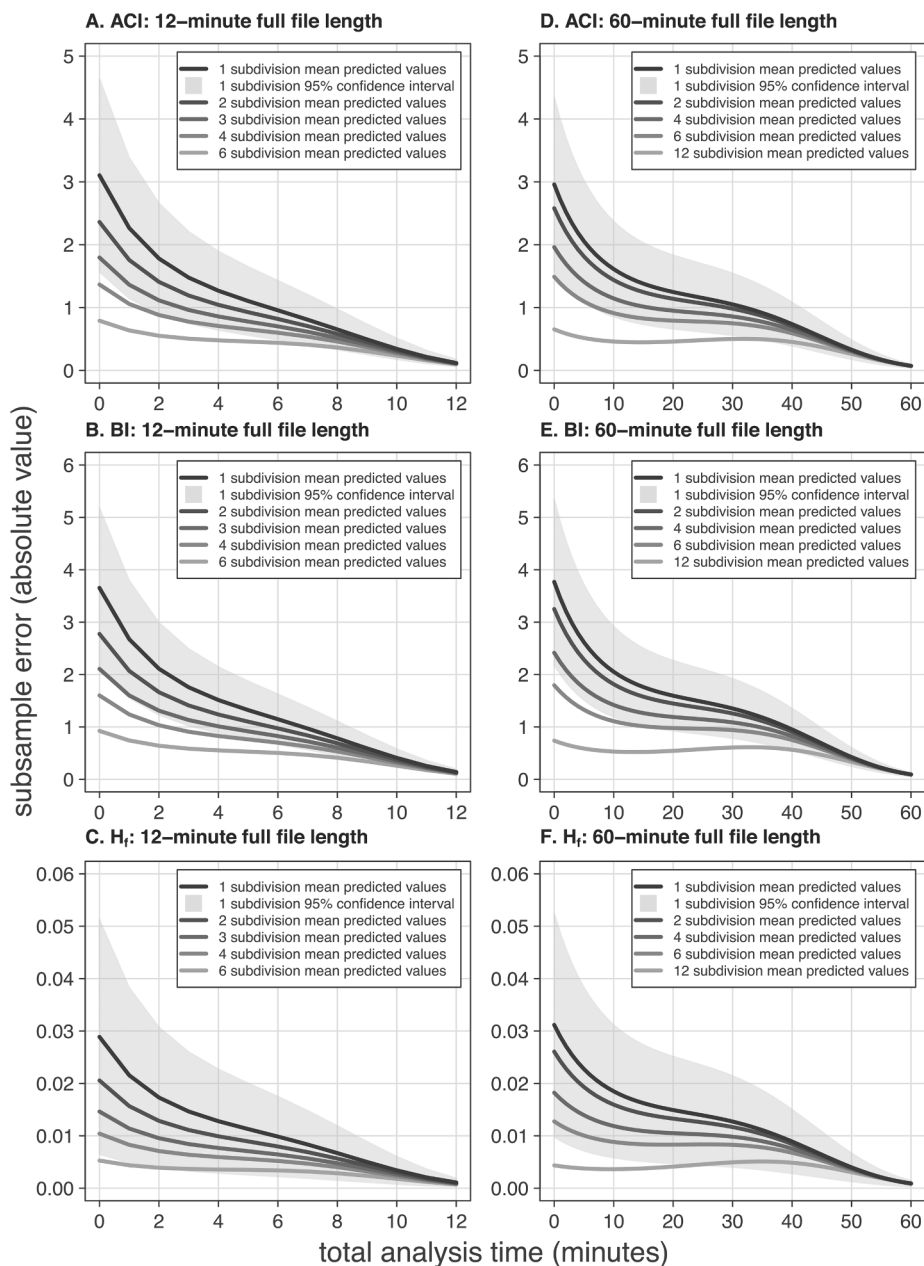 subsample error (absolute value)
A. ACI: 12−minute full file length
5
4
3
2
1
0
1 subdivision mean predicted values
1 subdivision 95% confidence interval
2 subdivision mean predicted values
3 subdivision mean predicted values
4 subdivision mean predicted values
6 subdivision mean predicted values
0 2 4 6 8 10 12
D. ACI: 60−minute full file length
5
4
3
2
1
0
1 subdivision mean predicted values
1 subdivision 95% confidence interval
2 subdivision mean predicted values
4 subdivision mean predicted values
6 subdivision mean predicted values
12 subdivision mean predicted values
0 10 20 30 40 50 60
B. BI: 12−minute full file length
6
5
4
3
2
1
0
1 subdivision mean predicted values
1 subdivision 95% confidence interval
2 subdivision mean predicted values
3 subdivision mean predicted values
4 subdivision mean predicted values
6 subdivision mean predicted values
0 2 4 6 8 10 12
E. BI: 60−minute full file length
6
5
4
3
2
1
0
1 subdivision mean predicted values
1 subdivision 95% confidence interval
2 subdivision mean predicted values
4 subdivision mean predicted values
6 subdivision mean predicted values
12 subdivision mean predicted values
0 10 20 30 40 50 60
C. Hf: 12−minute full file length
0.06
0.05
0.04
0.03
0.02
0.01
0.00
1 subdivision mean predicted values
1 subdivision 95% confidence interval
2 subdivision mean predicted values
3 subdivision mean predicted values
4 subdivision mean predicted values
6 subdivision mean predicted values
0 2 4 6 8 10 12
F. Hf: 60−minute full file length
0.06
0.05
0.04
0.03
0.02
0.01
0.00
1 subdivision mean predicted values
1 subdivision 95% confidence interval
2 subdivision mean predicted values
4 subdivision mean predicted values
6 subdivision mean predicted values
12 subdivision mean predicted values
0 10 20 30 40 50 60
total analysis time (minutes)